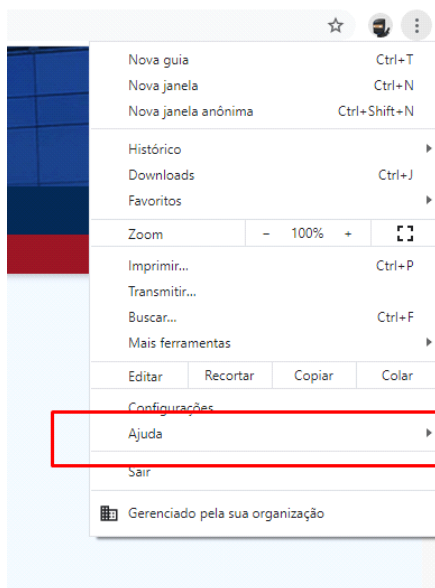 Nova guia Ctrl+T
Nova janela Ctrl+N
Nova janela anônima Ctrl+Shift+N
Histórico
Downloads Ctrl+J
Favoritos
Zoom - 100% +
Imprimir... Ctrl+P
Transmitir...
Buscar... Ctrl+F
Mais ferramentas
Editar Recortar Copiar Colar
Configurações
Ajuda
Sair
Gerenciado pela sua organização